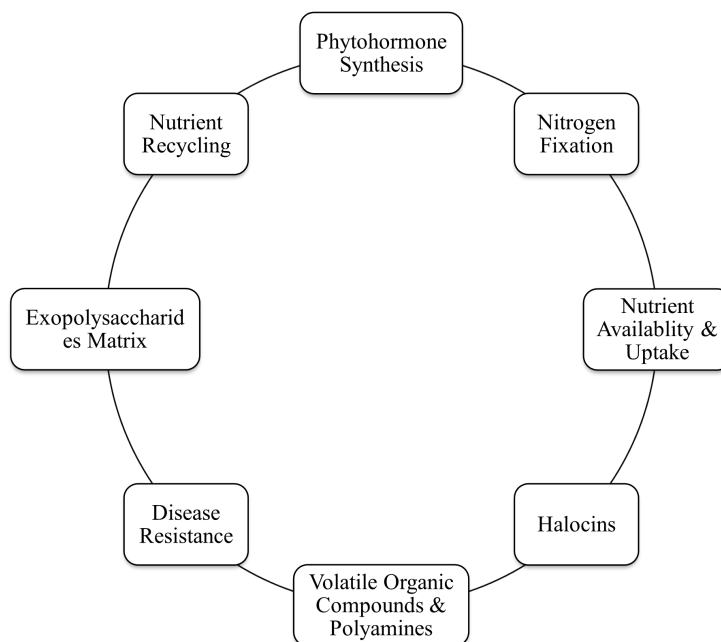 Phytohormone
Synthesis
Nitrogen
Fixation
Nutrient
Availablity &
Uptake
Halocins
Volatile Organic
Compounds &
Polyamines
Disease
Resistance
Exopolysaccharid
es Matrix
Nutrient
Recycling